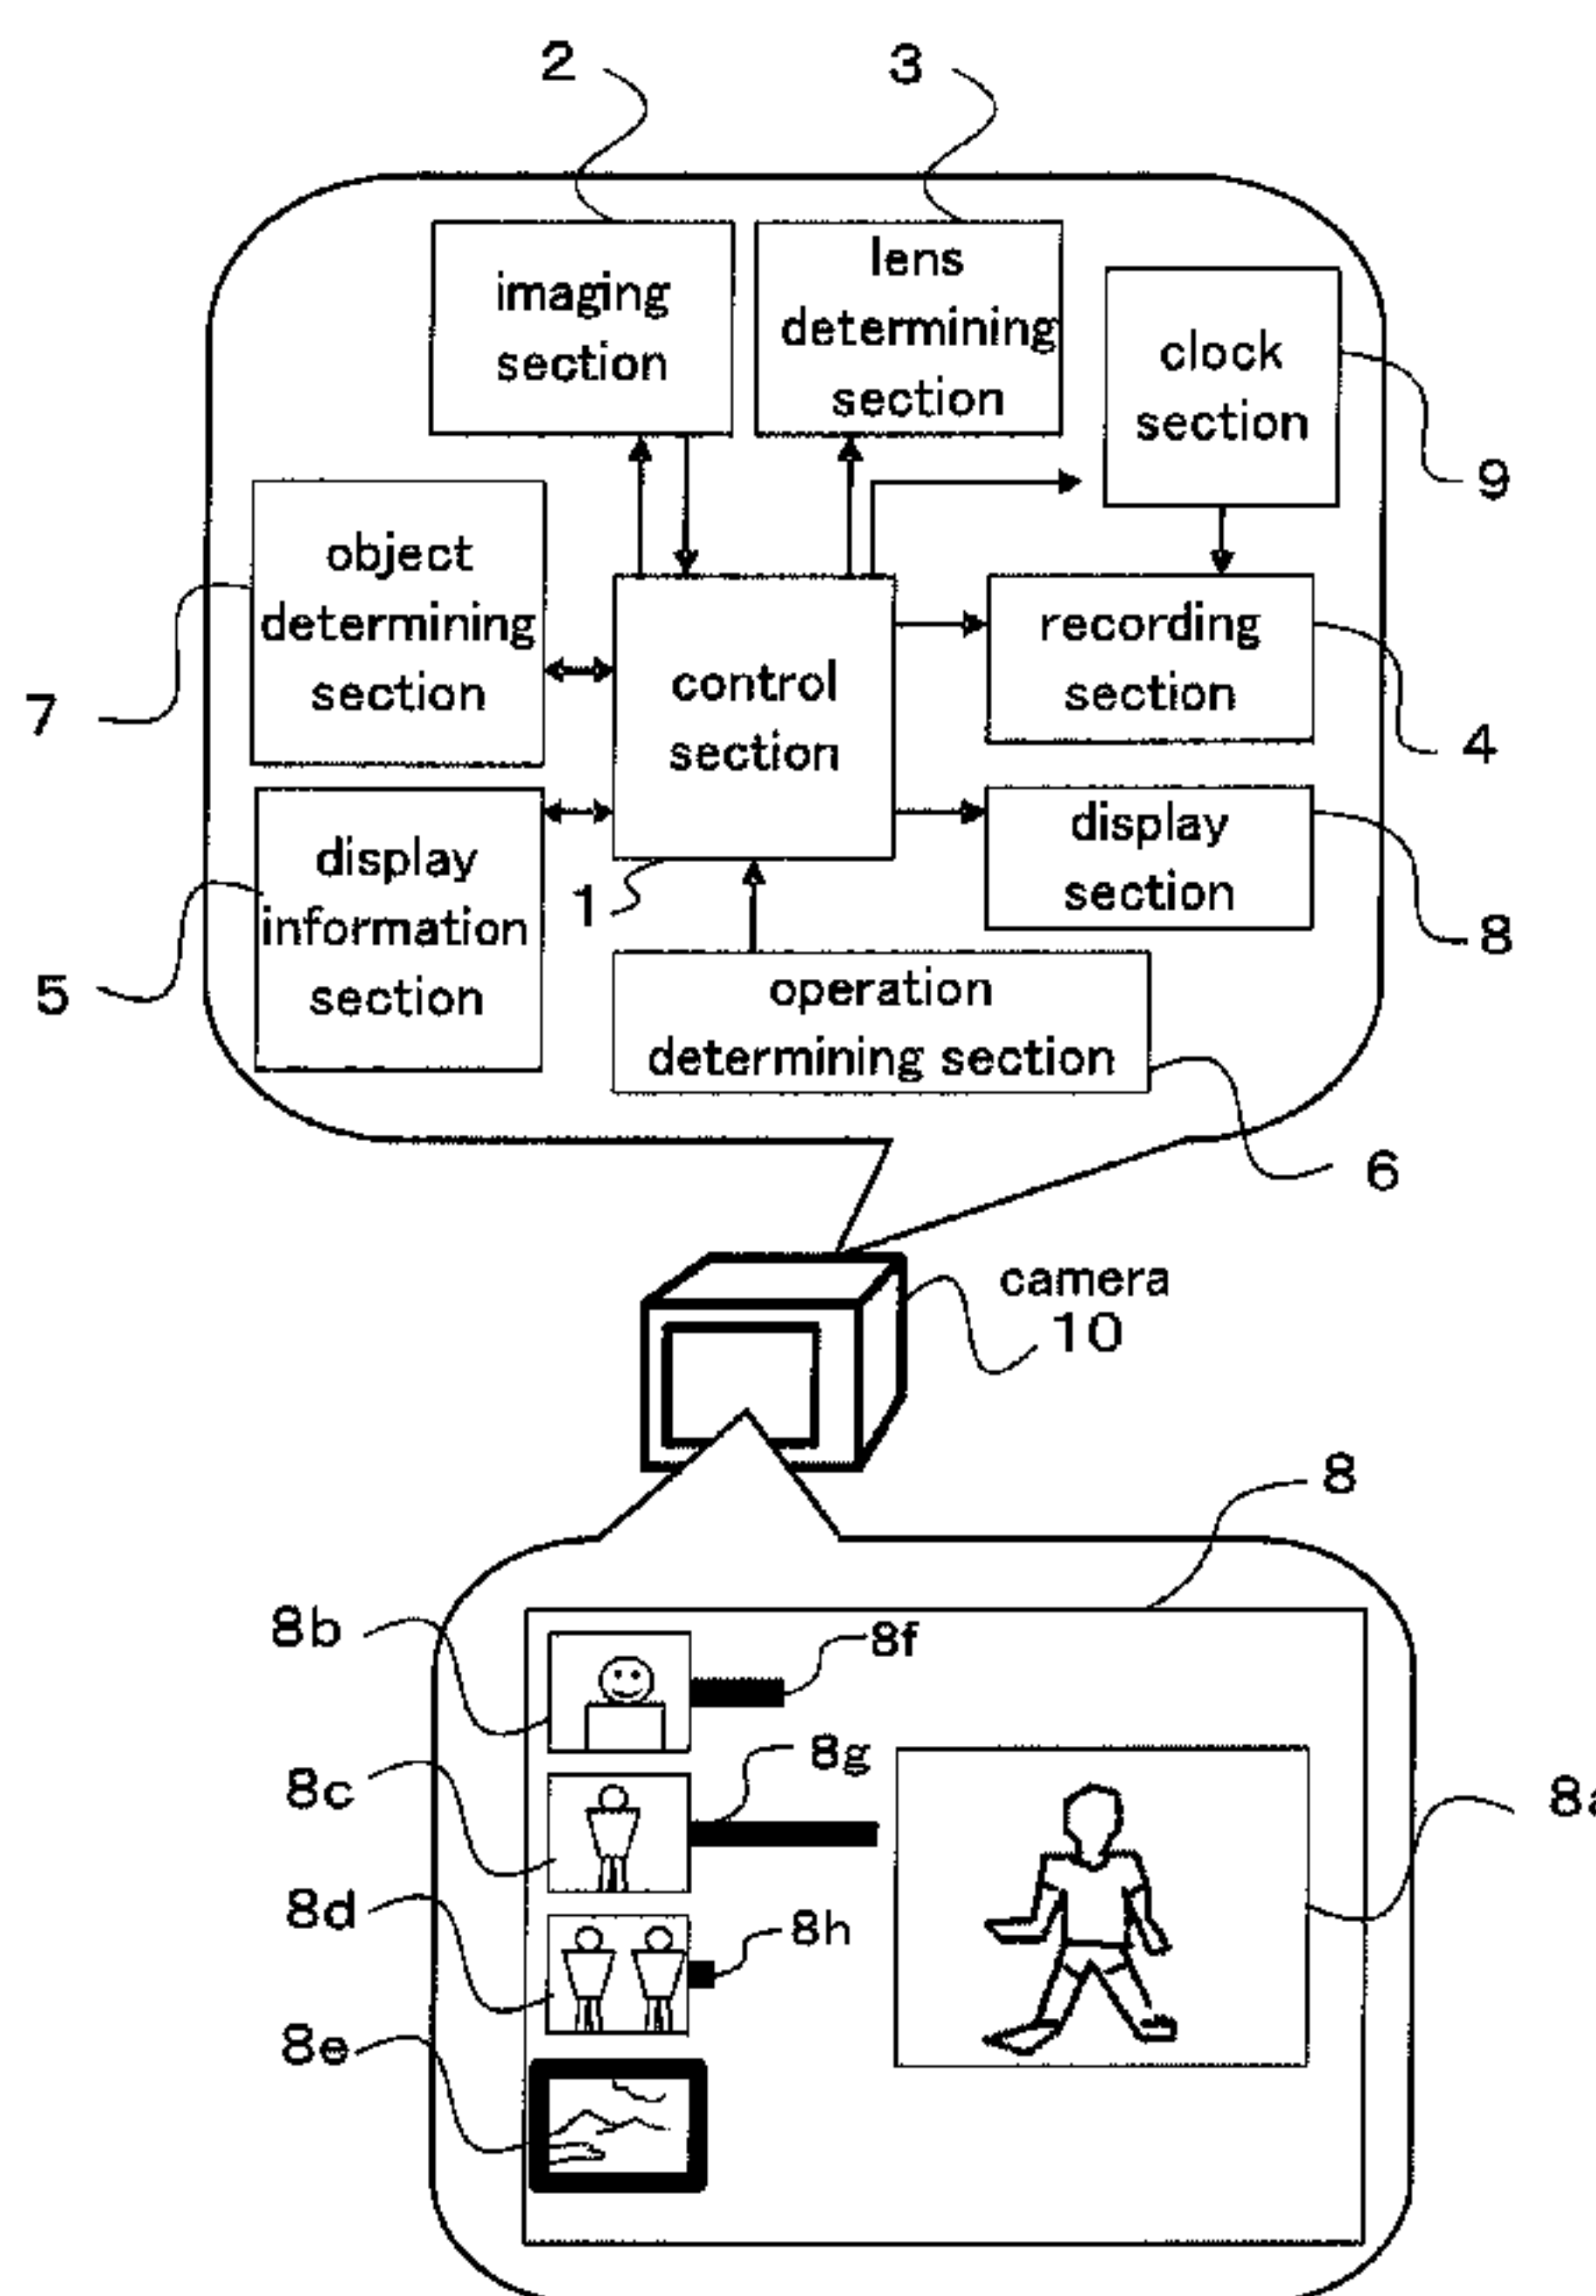 2
3
imaging
section
lens
determining
section
clock
section
9
object
determining
section
7
control
section
1
recording
section
4
display
information
section
5
display
section
8
operation
determining section
6
camera
10
8
8b
8f
8g
8c
8a
8d
8h
8e